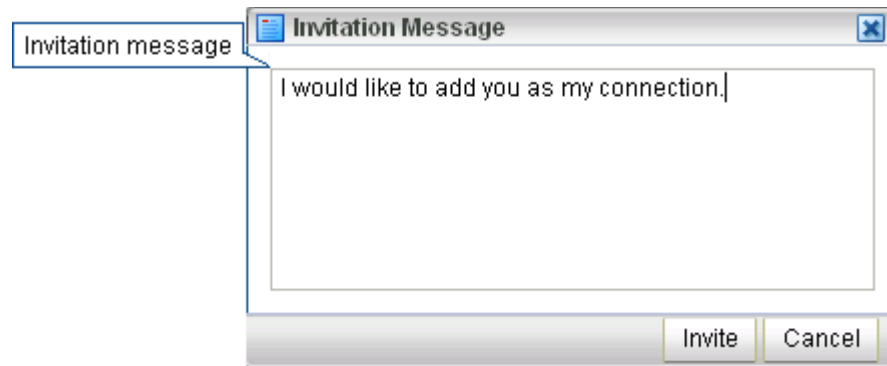 Invitation message
Invitation Message
I would like to add you as my connection.
Invite
Cancel